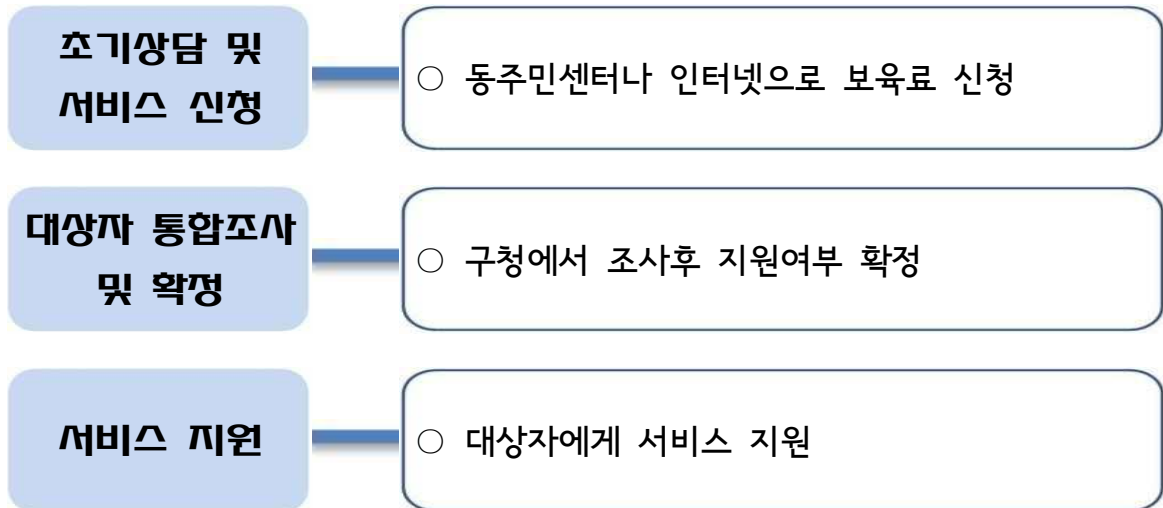 초기상담 및
서비스 신청
○ 동주민센터나 인터넷으로 보육료 신청
대상자 통합조사
및 확정
○ 구청에서 조사후 지원여부 확정
서비스 지원
○ 대상자에게 서비스 지원